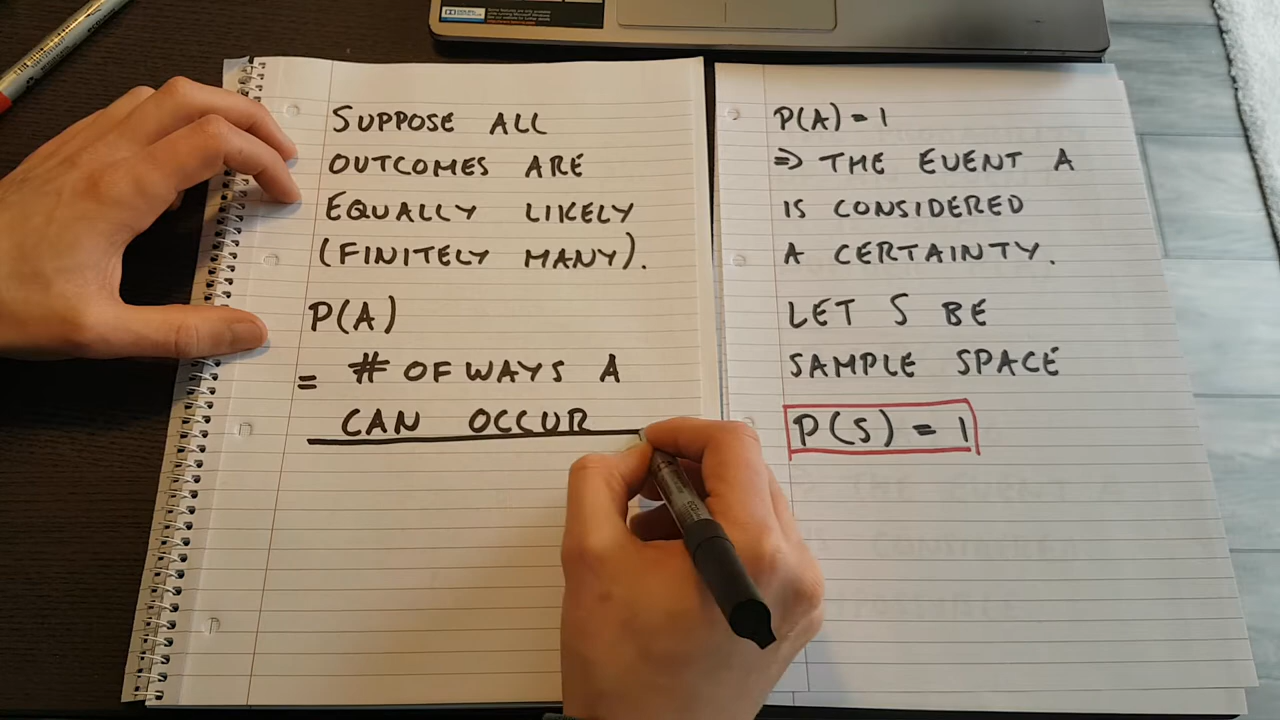 SUPPOSE ALL
OUTCOMES ARE
EQUALLY LIKELY
(FINITELY MANY).
P(A)
= # OF WAYS A
CAN OCCUR
P(A) = 1
⇒ THE EVENT A
IS CONSIDERED
A CERTAINTY.
LET S BE
SAMPLE SPACE
P(S) = 1